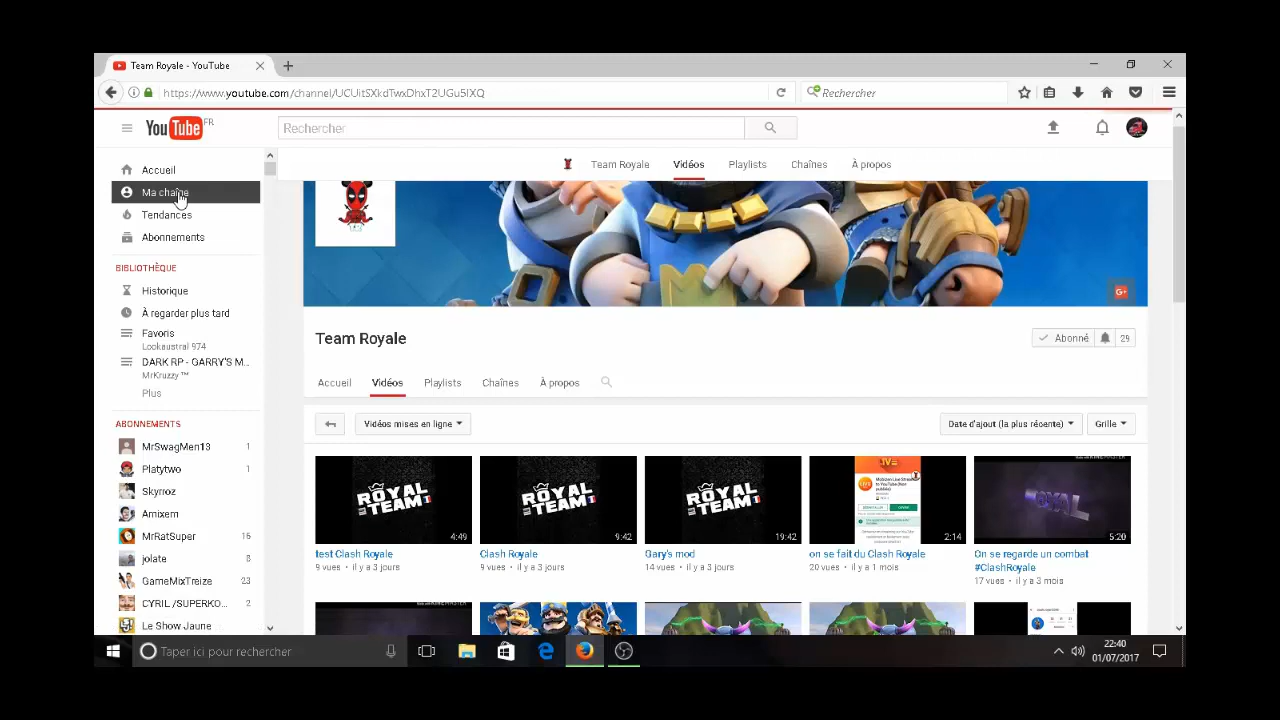 Team Royale - YouTube
https://www.youtube.com/channel/UCUitSXkdTwxDhxT2UGu5lXQ
Rechercher
YouTube FR
Rechercher
Team Royale Vidéos Playlists Chaînes À propos
Accueil
Ma chaîne
Tendances
Abonnements
BIBLIOTHÈQUE
Historique
À regarder plus tard
Favoris
Lookaustral 974
DARK RP - GARRY'S M...
MrKruzzy ™
Plus
ABONNEMENTS
MrSwagMen13 1
Platytwo 1
Skyrroz
Amixem
16
jolate 8
GameMixTreize 23
CYRIL /SUPERKO... 2
Le Show Jaune
Team Royale
Abonné 29
Accueil Vidéos Playlists Chaînes À propos
Vidéos mises en ligne
Date d'ajout (la plus récente) Grille
ROYAL TEAM
4:49
test Clash Royale
9 vues • il y a 3 jours
ROYAL TEAM
9:42
Clash Royale
9 vues • il y a 3 jours
ROYAL TEAM
19:42
Gary's mod
14 vues • il y a 3 jours
2:14
on se fait du Clash Royale
20 vues • il y a 1 mois
ROYAL
5:20
On se regarde un combat
#ClashRoyale
17 vues • il y a 3 mois
Taper ici pour rechercher
22:40
01/07/2017